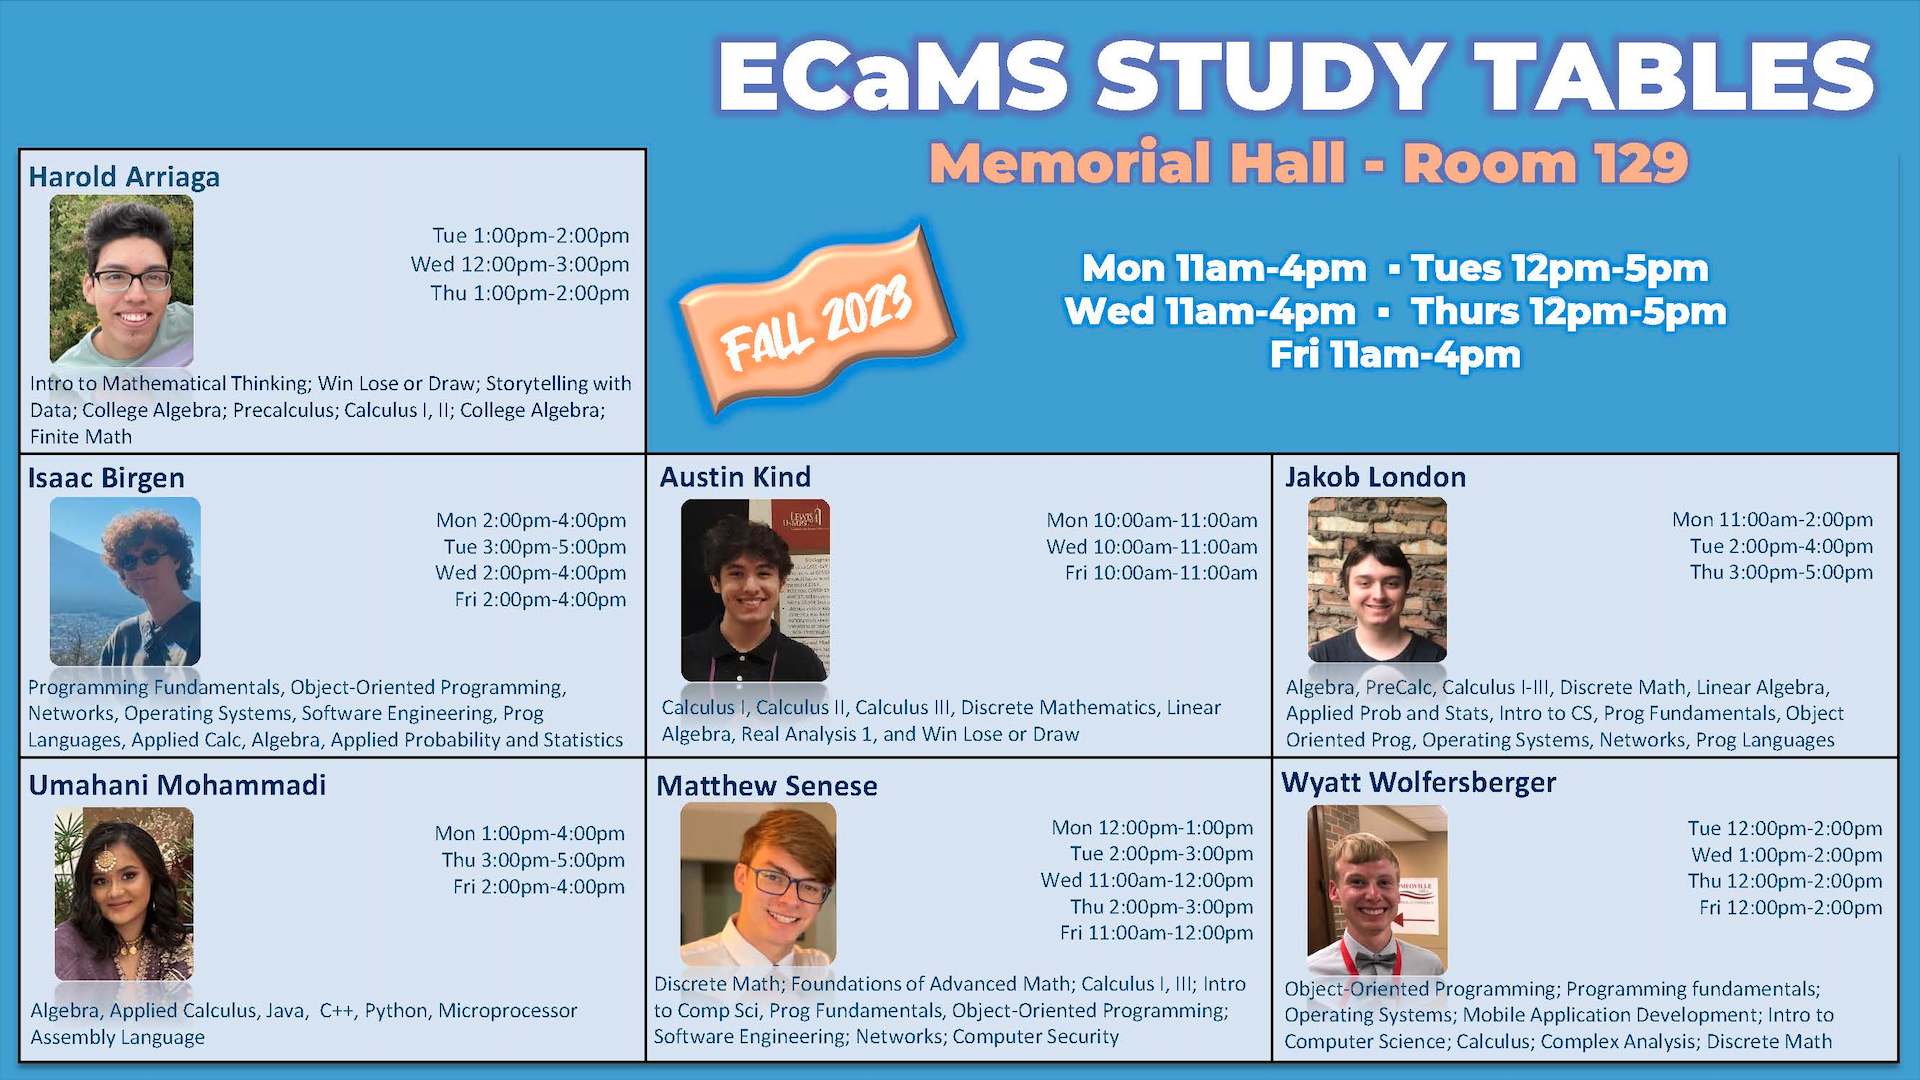 ECaMS STUDY TABLES
Memorial Hall - Room 129
FALL 2023
Mon 11am-4pm ▪ Tues 12pm-5pm
Wed 11am-4pm ▪ Thurs 12pm-5pm
Fri 11am-4pm
Harold Arriaga
Tue 1:00pm-2:00pm
Wed 12:00pm-3:00pm
Thu 1:00pm-2:00pm
Intro to Mathematical Thinking; Win Lose or Draw; Storytelling with
Data; College Algebra; Precalculus; Calculus I, II; College Algebra;
Finite Math
Isaac Birgen
Mon 2:00pm-4:00pm
Tue 3:00pm-5:00pm
Wed 2:00pm-4:00pm
Fri 2:00pm-4:00pm
Programming Fundamentals, Object-Oriented Programming,
Networks, Operating Systems, Software Engineering, Prog
Languages, Applied Calc, Algebra, Applied Probability and Statistics
Austin Kind
LEWIS
Mon 10:00am-11:00am
Wed 10:00am-11:00am
Fri 10:00am-11:00am
Calculus I, Calculus II, Calculus III, Discrete Mathematics, Linear
Algebra, Real Analysis 1, and Win Lose or Draw
Jakob London
Mon 11:00am-2:00pm
Tue 2:00pm-4:00pm
Thu 3:00pm-5:00pm
Algebra, PreCalc, Calculus I-III, Discrete Math, Linear Algebra,
Applied Prob and Stats, Intro to CS, Prog Fundamentals, Object
Oriented Prog, Operating Systems, Networks, Prog Languages
Umahani Mohammadi
Mon 1:00pm-4:00pm
Thu 3:00pm-5:00pm
Fri 2:00pm-4:00pm
Algebra, Applied Calculus, Java, C++, Python, Microprocessor
Assembly Language
Matthew Senese
Mon 12:00pm-1:00pm
Tue 2:00pm-3:00pm
Wed 11:00am-12:00pm
Thu 2:00pm-3:00pm
Fri 11:00am-12:00pm
Discrete Math; Foundations of Advanced Math; Calculus I, III; Intro
to Comp Sci, Prog Fundamentals, Object-Oriented Programming;
Software Engineering; Networks; Computer Security
Wyatt Wolfersberger
Tue 12:00pm-2:00pm
Wed 1:00pm-2:00pm
Thu 12:00pm-2:00pm
Fri 12:00pm-2:00pm
Object-Oriented Programming; Programming fundamentals;
Operating Systems; Mobile Application Development; Intro to
Computer Science; Calculus; Complex Analysis; Discrete Math